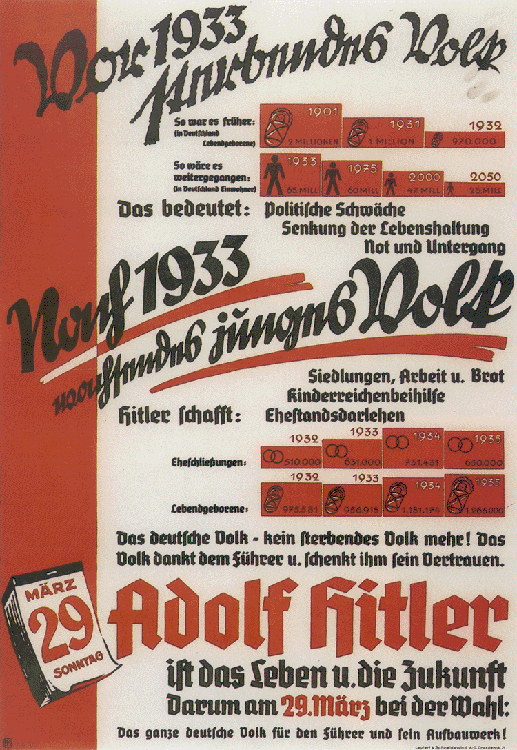 Vor 1933
sterbendes Volk
So war es früher:
(in Deutschland
Lebendgeborene)
1901 1931 1932
2 MILLIONEN 1 MILLION 970.000
So wäre es
weitergegangen:
(in Deutschland Einwohner)
1933 1975 2000 2050
66 MILL 60 MILL 47 MILL 25 MILL
Das bedeutet: Politische Schwäche
Senkung der Lebenshaltung
Not und Untergang
Nach 1933
wachsendes junges Volk
Siedlungen, Arbeit u. Brot
Kinderreichenbeihilfe
Hitler schafft: Ehestandsdarlehen
1932 1933 1934 1935
Eheschließungen: 510.000 631.000 731.431 650.000
1932 1933 1934 1935
Lebendgeborene:
Das deutsche Volk - kein sterbendes Volk mehr! Das
Volk dankt dem Führer u. schenkt ihm sein Vertrauen.
MÄRZ
29
SONNTAG
Adolf Hitler
ist das Leben u. die Zukunft
Darum am 29. März bei der Wahl:
Das ganze deutsche Volk für den Führer und sein Aufbauwerk!